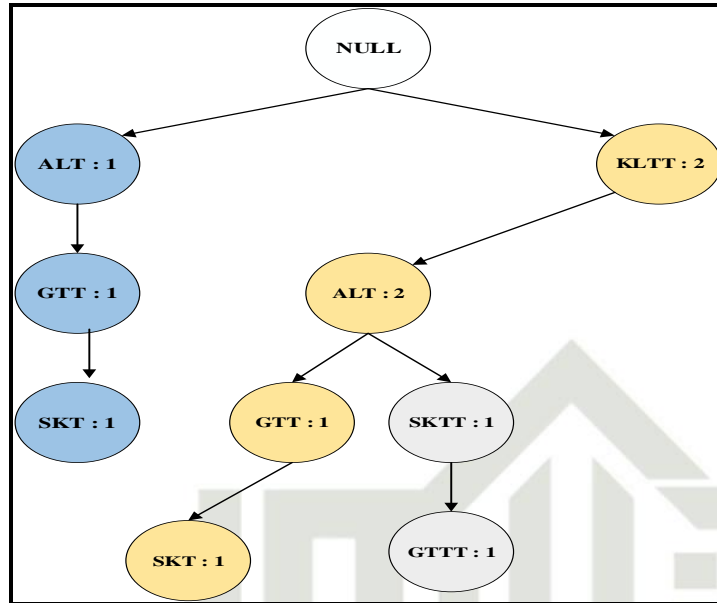 NULL
ALT : 1
KLTT : 2
GTT : 1
ALT : 2
SKT : 1
GTT : 1
SKTT : 1
SKT : 1
GTTT : 1